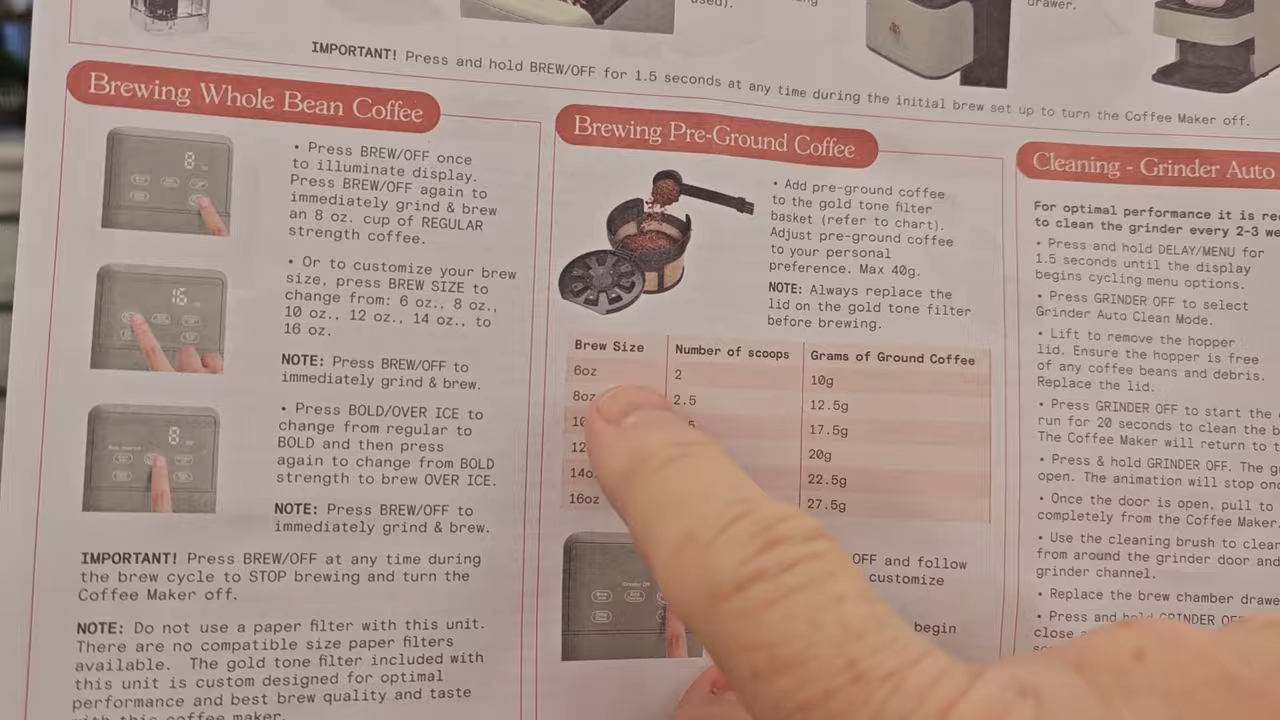 used).
drawer.
IMPORTANT! Press and hold BREW/OFF for 1.5 seconds at any time during the initial brew set up to turn the Coffee Maker off.
Brewing Whole Bean Coffee
8
• Press BREW/OFF once
to illuminate display.
Press BREW/OFF again to
immediately grind & brew
an 8 oz. cup of REGULAR
strength coffee.
16
• Or to customize your brew
size, press BREW SIZE to
change from: 6 oz., 8 oz.,
10 oz., 12 oz., 14 oz., to
16 oz.
NOTE: Press BREW/OFF to
immediately grind & brew.
8
• Press BOLD/OVER ICE to
change from regular to
BOLD and then press
again to change from BOLD
strength to brew OVER ICE.
NOTE: Press BREW/OFF to
immediately grind & brew.
IMPORTANT! Press BREW/OFF at any time during
the brew cycle to STOP brewing and turn the
Coffee Maker off.
NOTE: Do not use a paper filter with this unit.
There are no compatible size paper filters
available. The gold tone filter included with
this unit is custom designed for optimal
performance and best brew quality and taste
with this coffee maker.
Brewing Pre-Ground Coffee
• Add pre-ground coffee
to the gold tone filter
basket (refer to chart).
Adjust pre-ground coffee
to your personal
preference. Max 40g.
NOTE: Always replace the
lid on the gold tone filter
before brewing.
Brew Size Number of scoops Grams of Ground Coffee
6oz 2 10g
8oz 2.5 12.5g
10 5 17.5g
12 20g
14o 22.5g
16oz 27.5g
Grinder Off
OFF and follow
customize
begin
Cleaning - Grinder Auto
For optimal performance it is
to clean the grinder every 2-3
• Press and hold DELAY/MENU for
1.5 seconds until the display
begins cycling menu options.
• Press GRINDER OFF to select
Grinder Auto Clean Mode.
• Lift to remove the hopper
lid. Ensure the hopper is free
of any coffee beans and debris.
Replace the lid.
• Press GRINDER OFF to start the
run for 20 seconds to clean the
The Coffee Maker will return to
• Press & hold GRINDER OFF. The
open. The animation will stop
• Once the door is open, pull to
completely from the Coffee Maker.
• Use the cleaning brush to clean
from around the grinder door and
grinder channel.
• Replace the brew chamber
• Press and hold GRINDER OFF
close